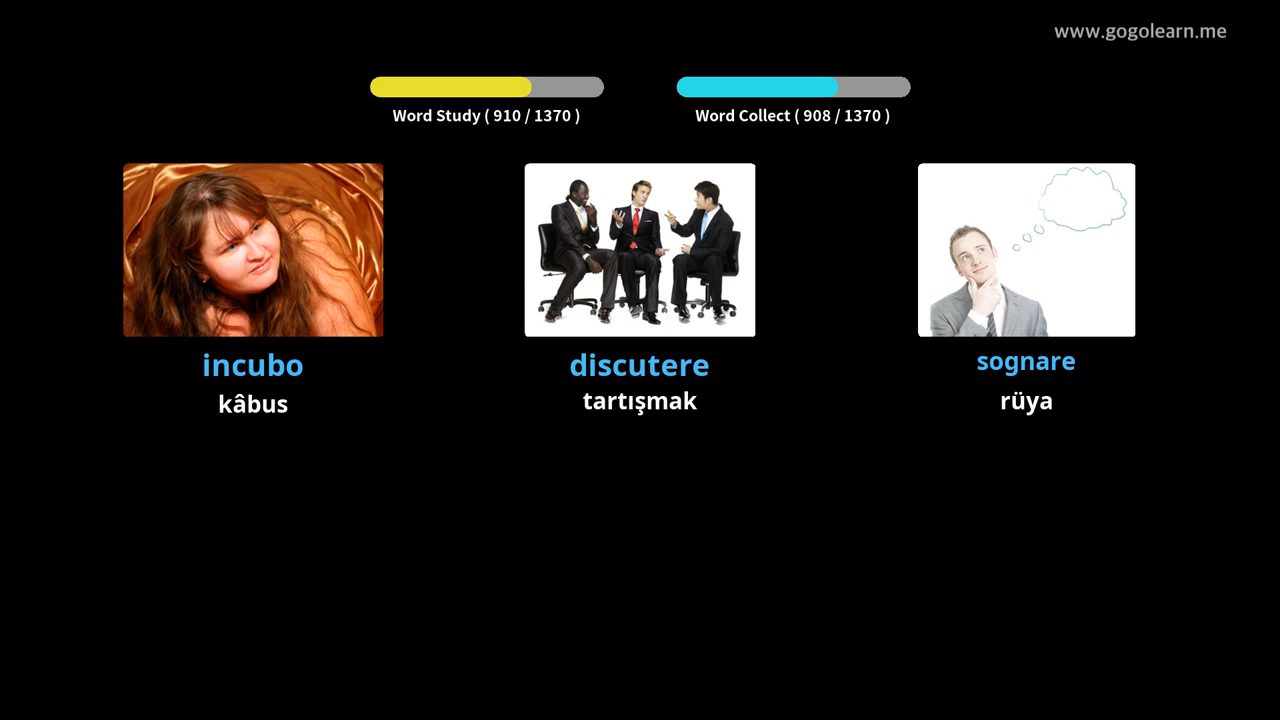 www.gogolearn.me
Word Study ( 910 / 1370 )
Word Collect ( 908 / 1370 )
incubo
kâbus
discutere
tartışmak
sognare
rüya